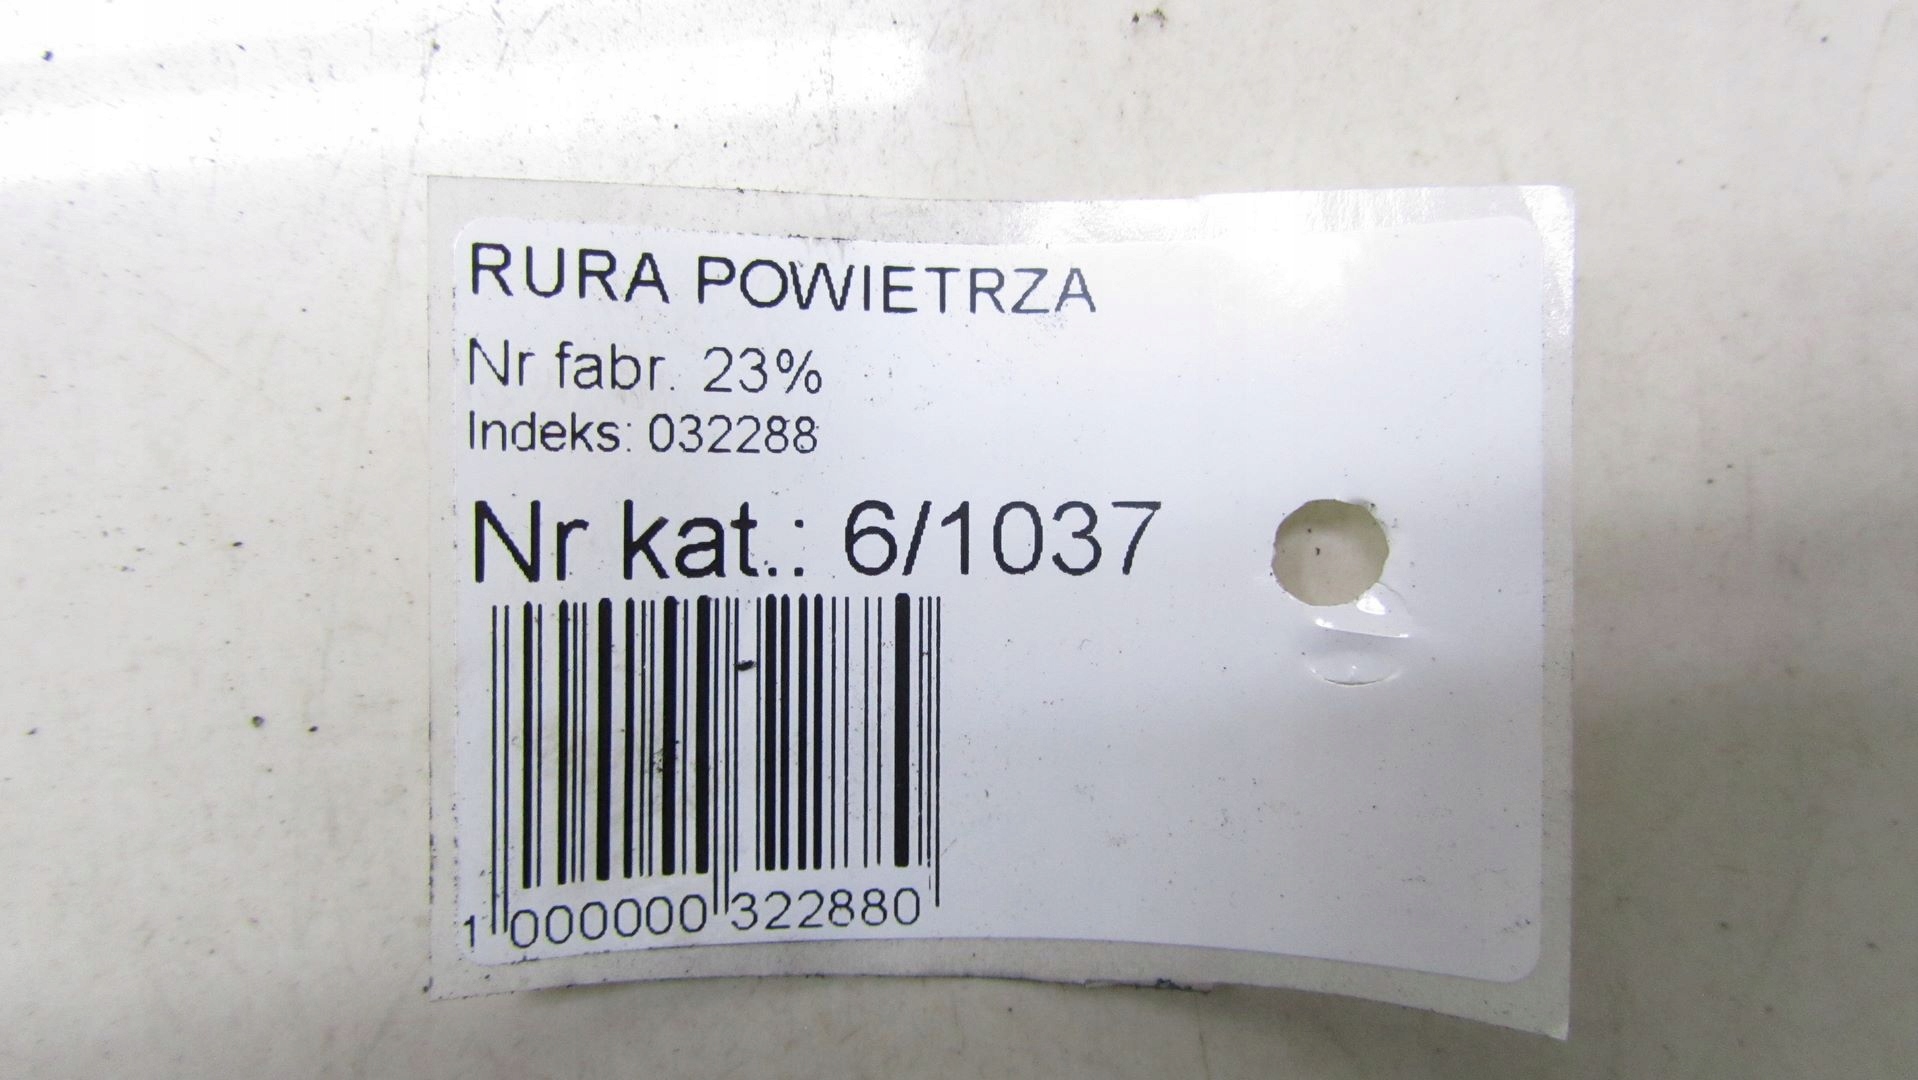 RURA POWIETRZA
Nr fabr. 23%
Indeks: 032288
Nr kat.: 6/1037
1 000000 322880